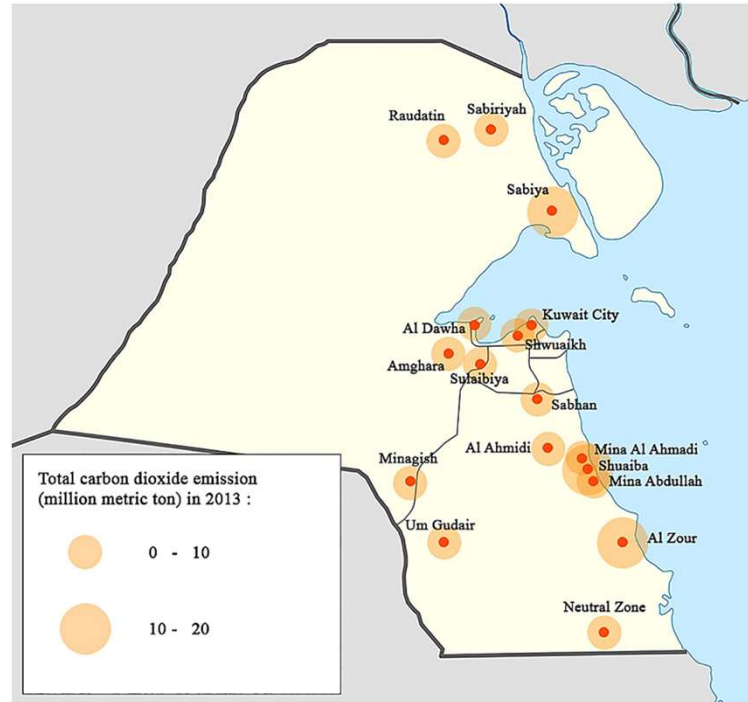 Sabiriyah
Raudatin
Sabiya
Kuwait City
Al Dawha
Shwuaikh
Amghara
Sulaibiya
Sabhan
Al Ahmidi
Mina Al Ahmadi
Minagish
Shuaiba
Mina Abdullah
Um Gudair
Al Zour
Neutral Zone
Total carbon dioxide emission
(million metric ton) in 2013 :
0 - 10
10 - 20